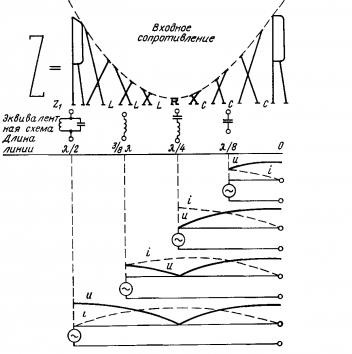 Входное
сопротивление
Z =
Z₁ L L L R C C C
Эквивалент
ная схема
Длина
линии λ/2 3/8 λ λ/4 λ/8 0
u
i
i
u
i
u
u
i